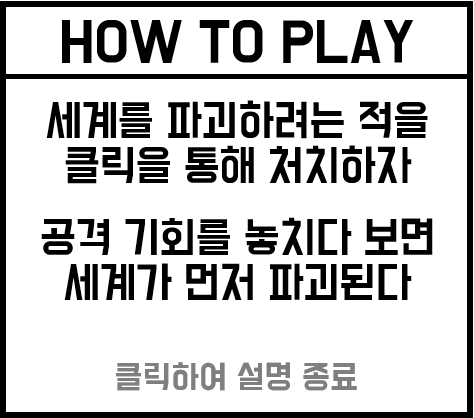 HOW TO PLAY
세계를 파괴하려는 적을
클릭을 통해 처치하자
공격 기회를 놓치다 보면
세계가 먼저 파괴된다
클릭하여 설명 종료